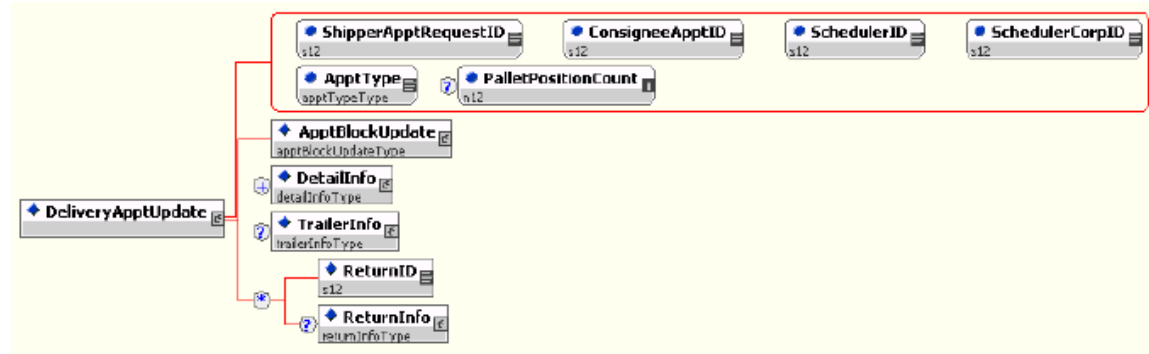 ShipperApptRequestID ConsigneeApptID SchedulerID SchedulerCorpID
s12 s12 s12 s12
ApptType ? PalletPositionCount
apptTypeType n12
ApptBlockUpdate
apptBlockUpdateType
+ DetailInfo
detailInfoType
DeliveryApptUpdate
? TrailerInfo
trailerInfoType
ReturnID
s12
*
? ReturnInfo
returnInfoType